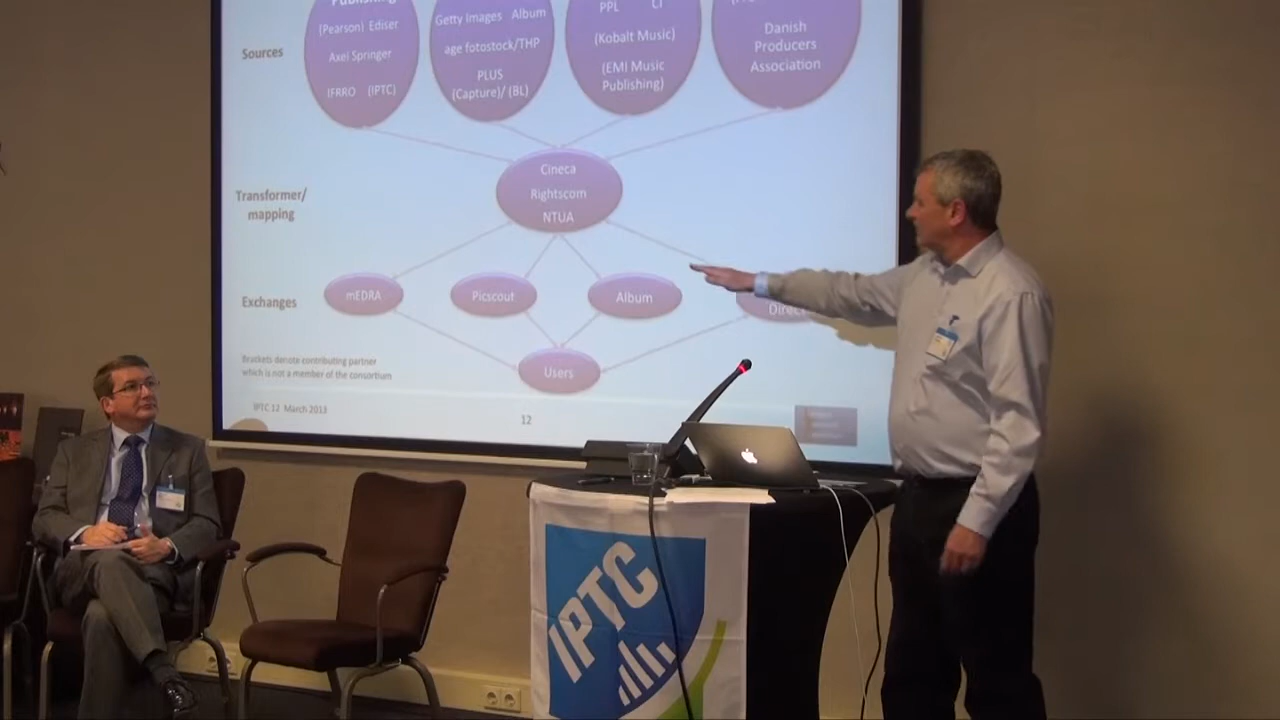 Publishing
(Pearson) Ediser
Axel Springer
IFRRO (IPTC)
Getty Images Album
age fotostock/THP
PLUS
(Capture)/ (BL)
PPL CI
(Kobalt Music)
(EMI Music
Publishing)
Danish
Producers
Association
Sources
Cineca
Rightscom
NTUA
Transformer/
mapping
Exchanges
mEDRA
Picscout
Album
Direct
Users
Brackets denote contributing partner
which is not a member of the consortium
IPTC 12 March 2013
12
IPTC